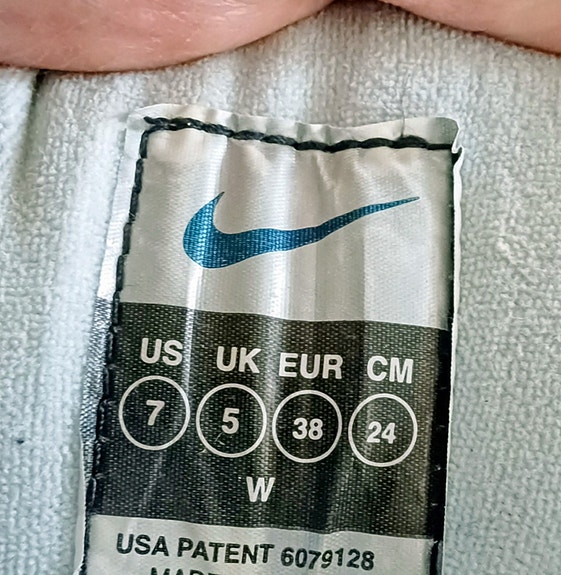 US UK EUR CM
7 5 38 24
W
USA PATENT 6079128